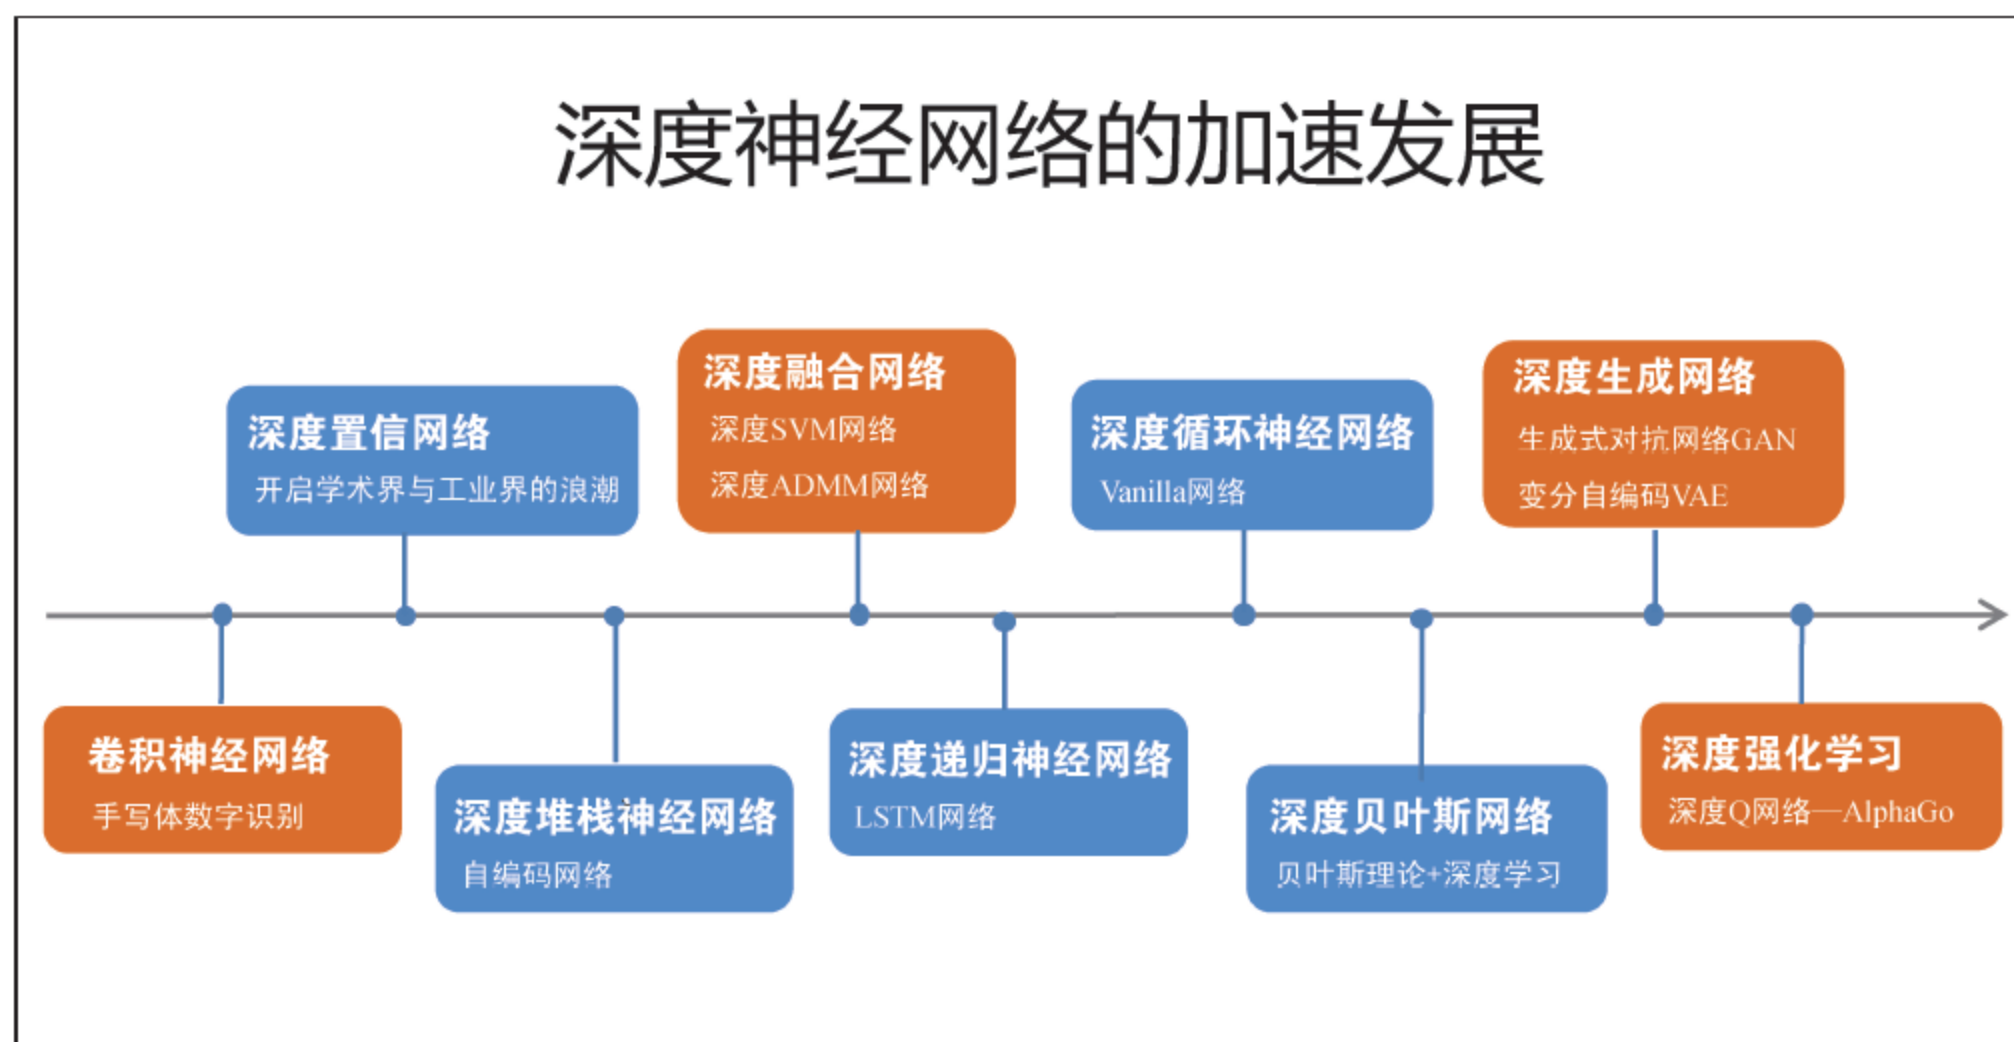 深度神经网络的加速发展
深度置信网络
开启学术界与工业界的浪潮
深度融合网络
深度SVM网络
深度ADMM网络
深度循环神经网络
Vanilla网络
深度生成网络
生成式对抗网络GAN
变分自编码VAE
卷积神经网络
手写体数字识别
深度堆栈神经网络
自编码网络
深度递归神经网络
LSTM网络
深度贝叶斯网络
贝叶斯理论+深度学习
深度强化学习
深度Q网络—AlphaGo